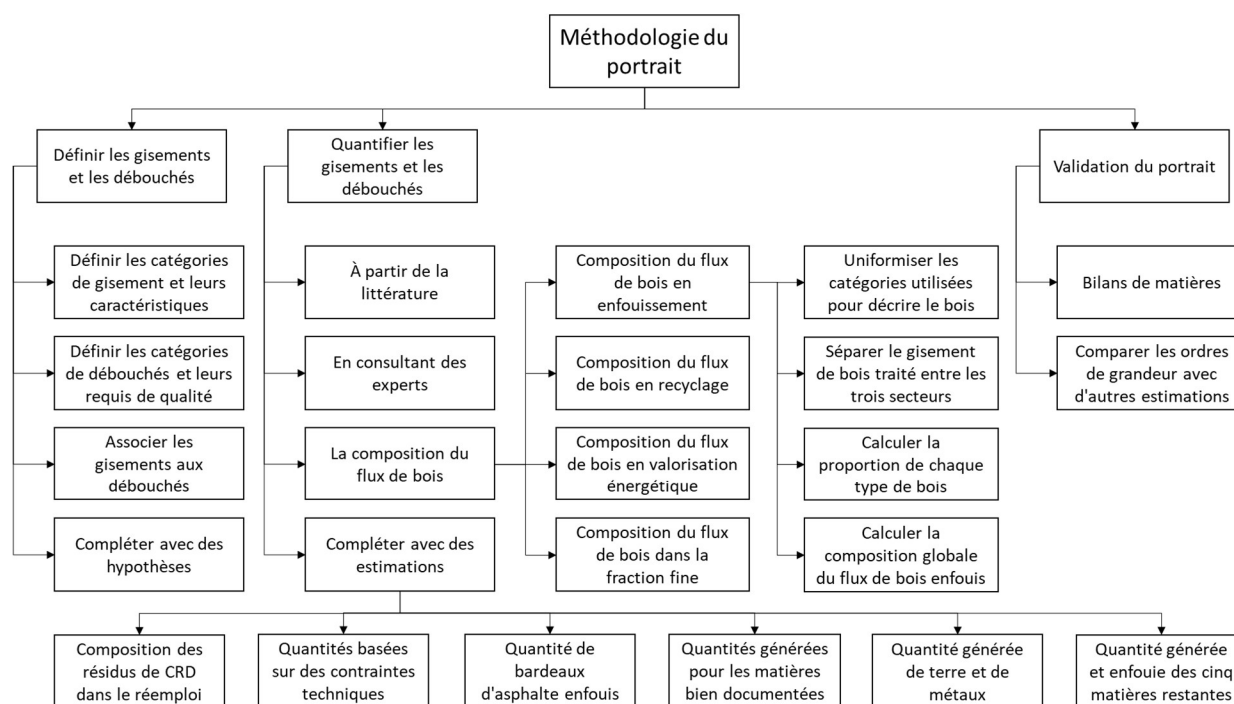 Méthodologie du
portrait
Définir les gisements
et les débouchés
Quantifier les
gisements et les
débouchés
Validation du portrait
Définir les catégories
de gisement et leurs
caractéristiques
À partir de la
littérature
Composition du flux
de bois en
enfouissement
Uniformiser les
catégories utilisées
pour décrire le bois
Bilans de matières
Définir les catégories
de débouchés et leurs
requis de qualité
En consultant des
experts
Composition du flux
de bois en recyclage
Séparer le gisement
de bois traité entre les
trois secteurs
Comparer les ordres
de grandeur avec
d'autres estimations
Associer les
gisements aux
débouchés
La composition du
flux de bois
Composition du flux
de bois en valorisation
énergétique
Calculer la
proportion de chaque
type de bois
Compléter avec des
hypothèses
Compléter avec des
estimations
Composition du flux
de bois dans la
fraction fine
Calculer la
composition globale
du flux de bois enfouis
Composition des
résidus de CRD
dans le réemploi
Quantités basées
sur des contraintes
techniques
Quantité de
bardeaux
d'asphalte enfouis
Quantités générées
pour les matières
bien documentées
Quantité générée
de terre et de
métaux
Quantité générée
et enfouie des cinq
matières restantes